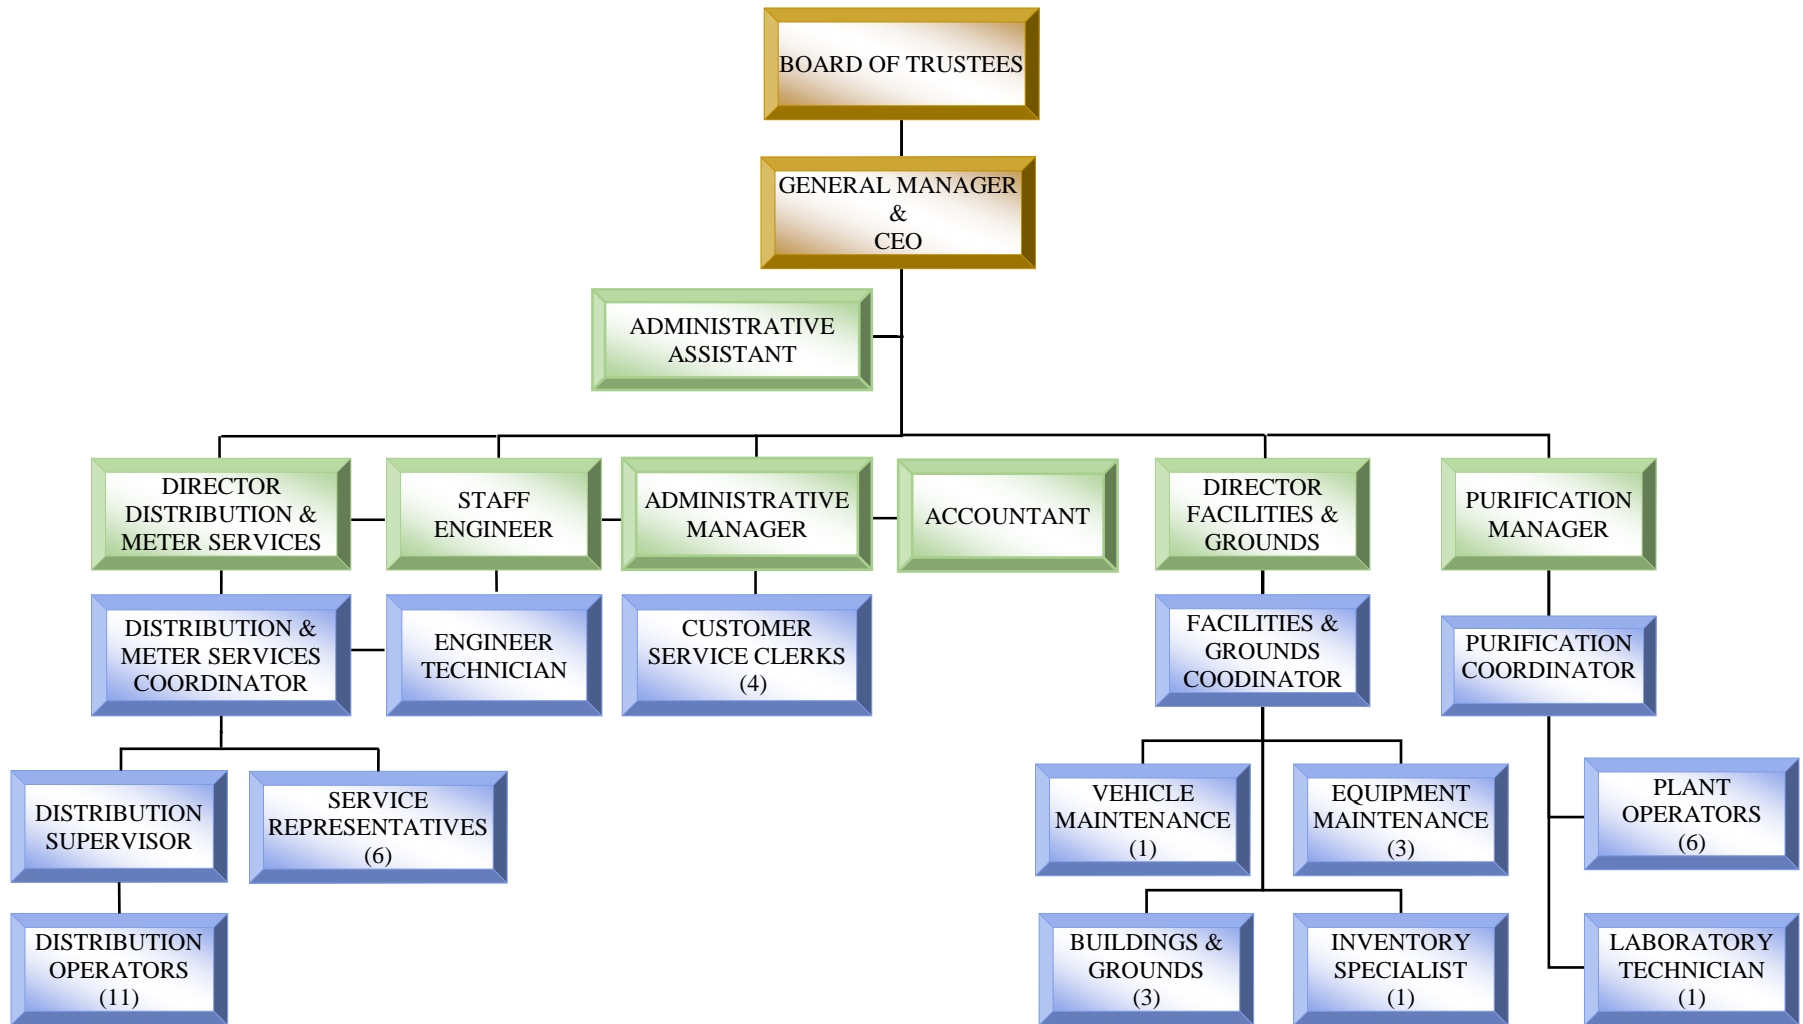 BOARD OF TRUSTEES
GENERAL MANAGER
&
CEO
ADMINISTRATIVE
ASSISTANT
DIRECTOR
DISTRIBUTION &
METER SERVICES
STAFF
ENGINEER
ADMINISTRATIVE
MANAGER
ACCOUNTANT
DIRECTOR
FACILITIES &
GROUNDS
PURIFICATION
MANAGER
DISTRIBUTION &
METER SERVICES
COORDINATOR
ENGINEER
TECHNICIAN
CUSTOMER
SERVICE CLERKS
(4)
FACILITIES &
GROUNDS
COODINATOR
PURIFICATION
COORDINATOR
DISTRIBUTION
SUPERVISOR
SERVICE
REPRESENTATIVES
(6)
VEHICLE
MAINTENANCE
(1)
EQUIPMENT
MAINTENANCE
(3)
PLANT
OPERATORS
(6)
DISTRIBUTION
OPERATORS
(11)
BUILDINGS &
GROUNDS
(3)
INVENTORY
SPECIALIST
(1)
LABORATORY
TECHNICIAN
(1)